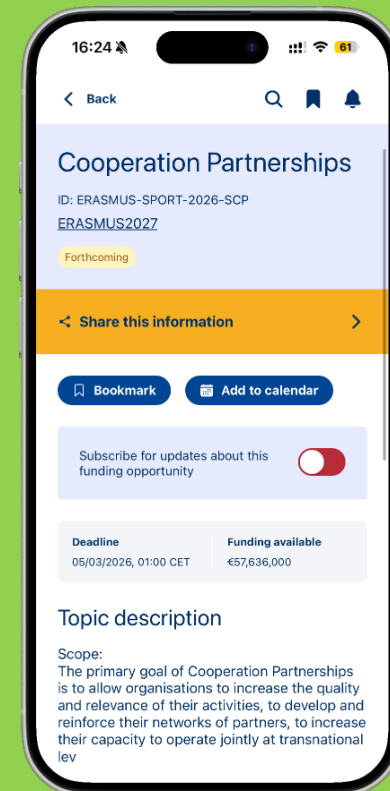 16:24
61
Back
Cooperation Partnerships
ID: ERASMUS-SPORT-2026-SCP
ERASMUS2027
Forthcoming
Share this information
Bookmark
Add to calendar
Subscribe for updates about this
funding opportunity
Deadline
Funding available
05/03/2026, 01:00 CET
€57,636,000
Topic description
Scope:
The primary goal of Cooperation Partnerships
is to allow organisations to increase the quality
and relevance of their activities, to develop and
reinforce their networks of partners, to increase
their capacity to operate jointly at transnational
lev